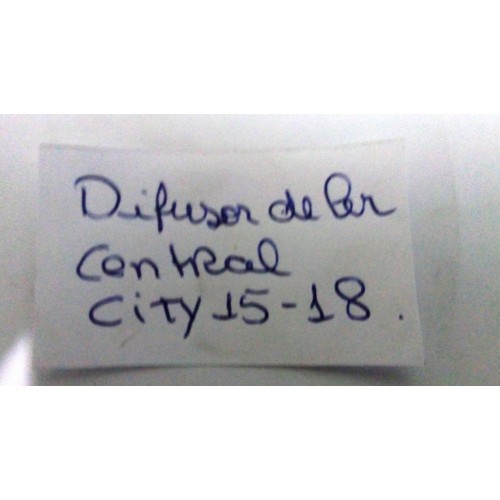 Difusor de ar
Central
City 15-18.